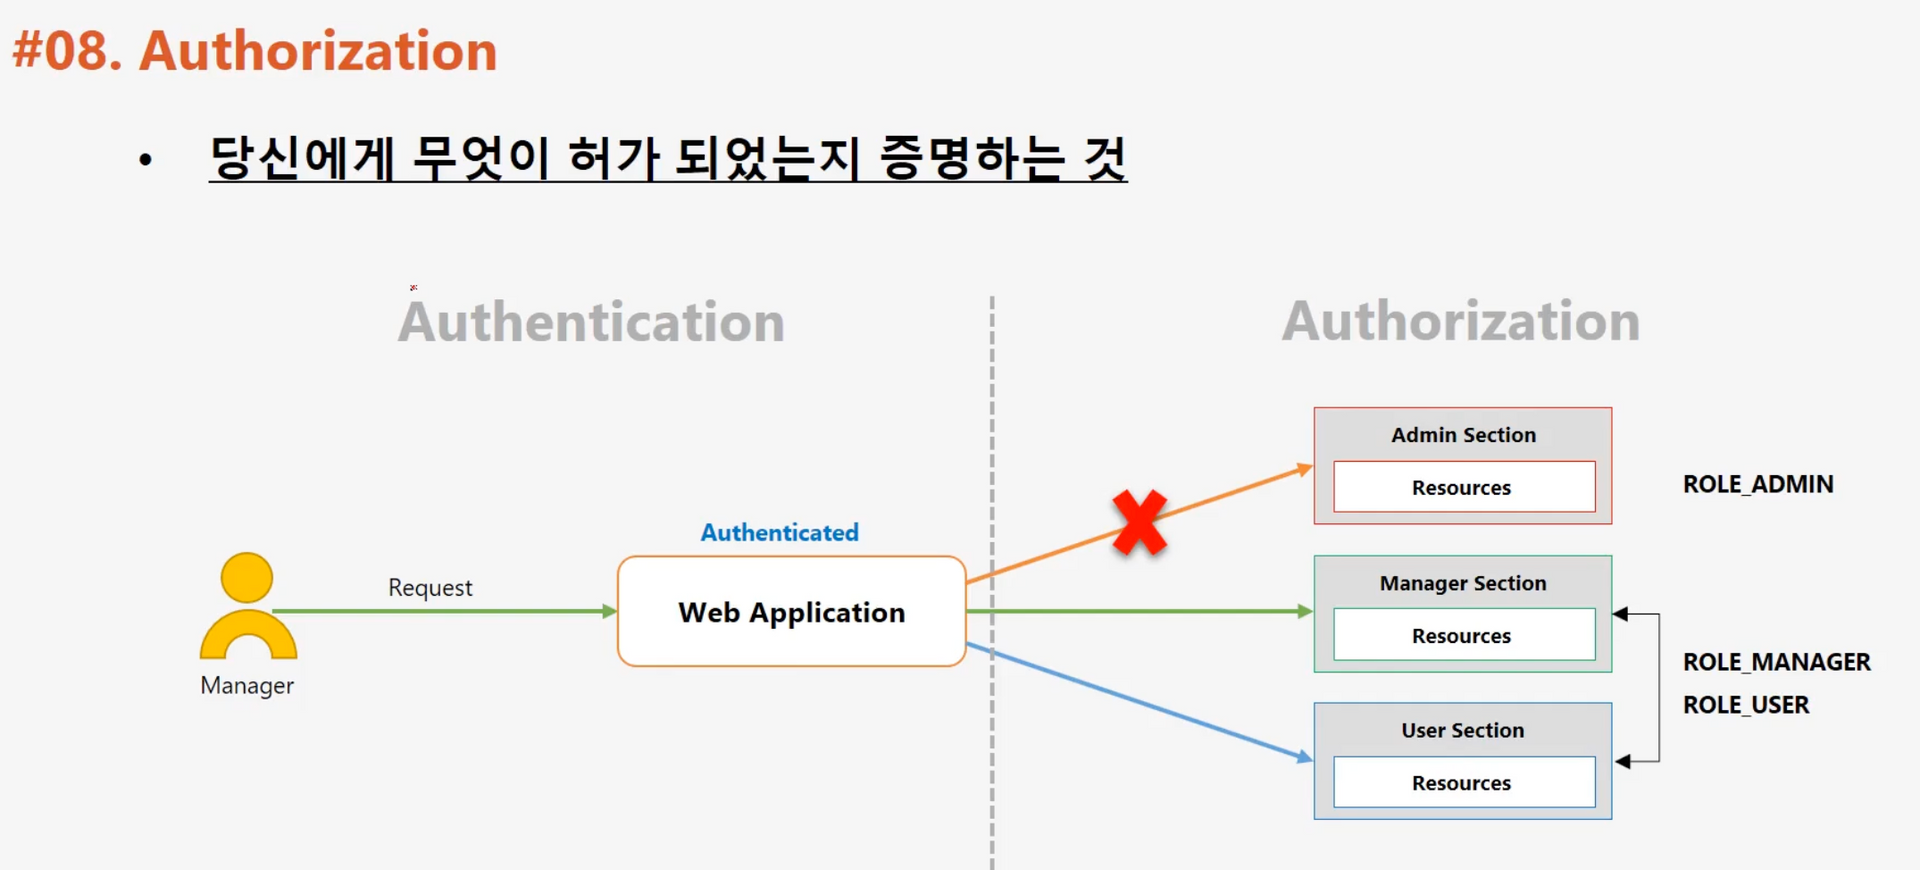 #08. Authorization
• 당신에게 무엇이 허가 되었는지 증명하는 것
Authentication
Authorization
Admin Section
Resources
ROLE_ADMIN
Authenticated
Request
Web Application
Manager
Manager Section
Resources
ROLE_MANAGER
ROLE_USER
User Section
Resources